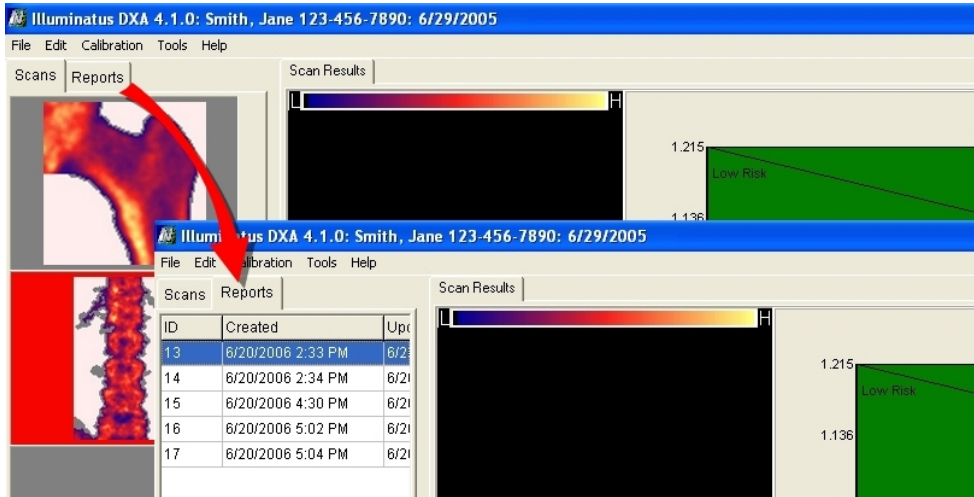 Illuminatus DXA 4.1.0: Smith, Jane 123-456-7890: 6/29/2005
File Edit Calibration Tools Help
Scans Reports
Scan Results
L H
1.215
Low Risk
1.136
DXA 4.1.0: Smith, Jane 123-456-7890: 6/29/2005
File Edit Tools Help
Scans Reports
Scan Results
L H
ID Created
13 6/20/2006 2:33 PM
14 6/20/2006 2:34 PM
15 6/20/2006 4:30 PM
16 6/20/2006 5:02 PM
17 6/20/2006 5:04 PM
1.215
Low Risk
1.136